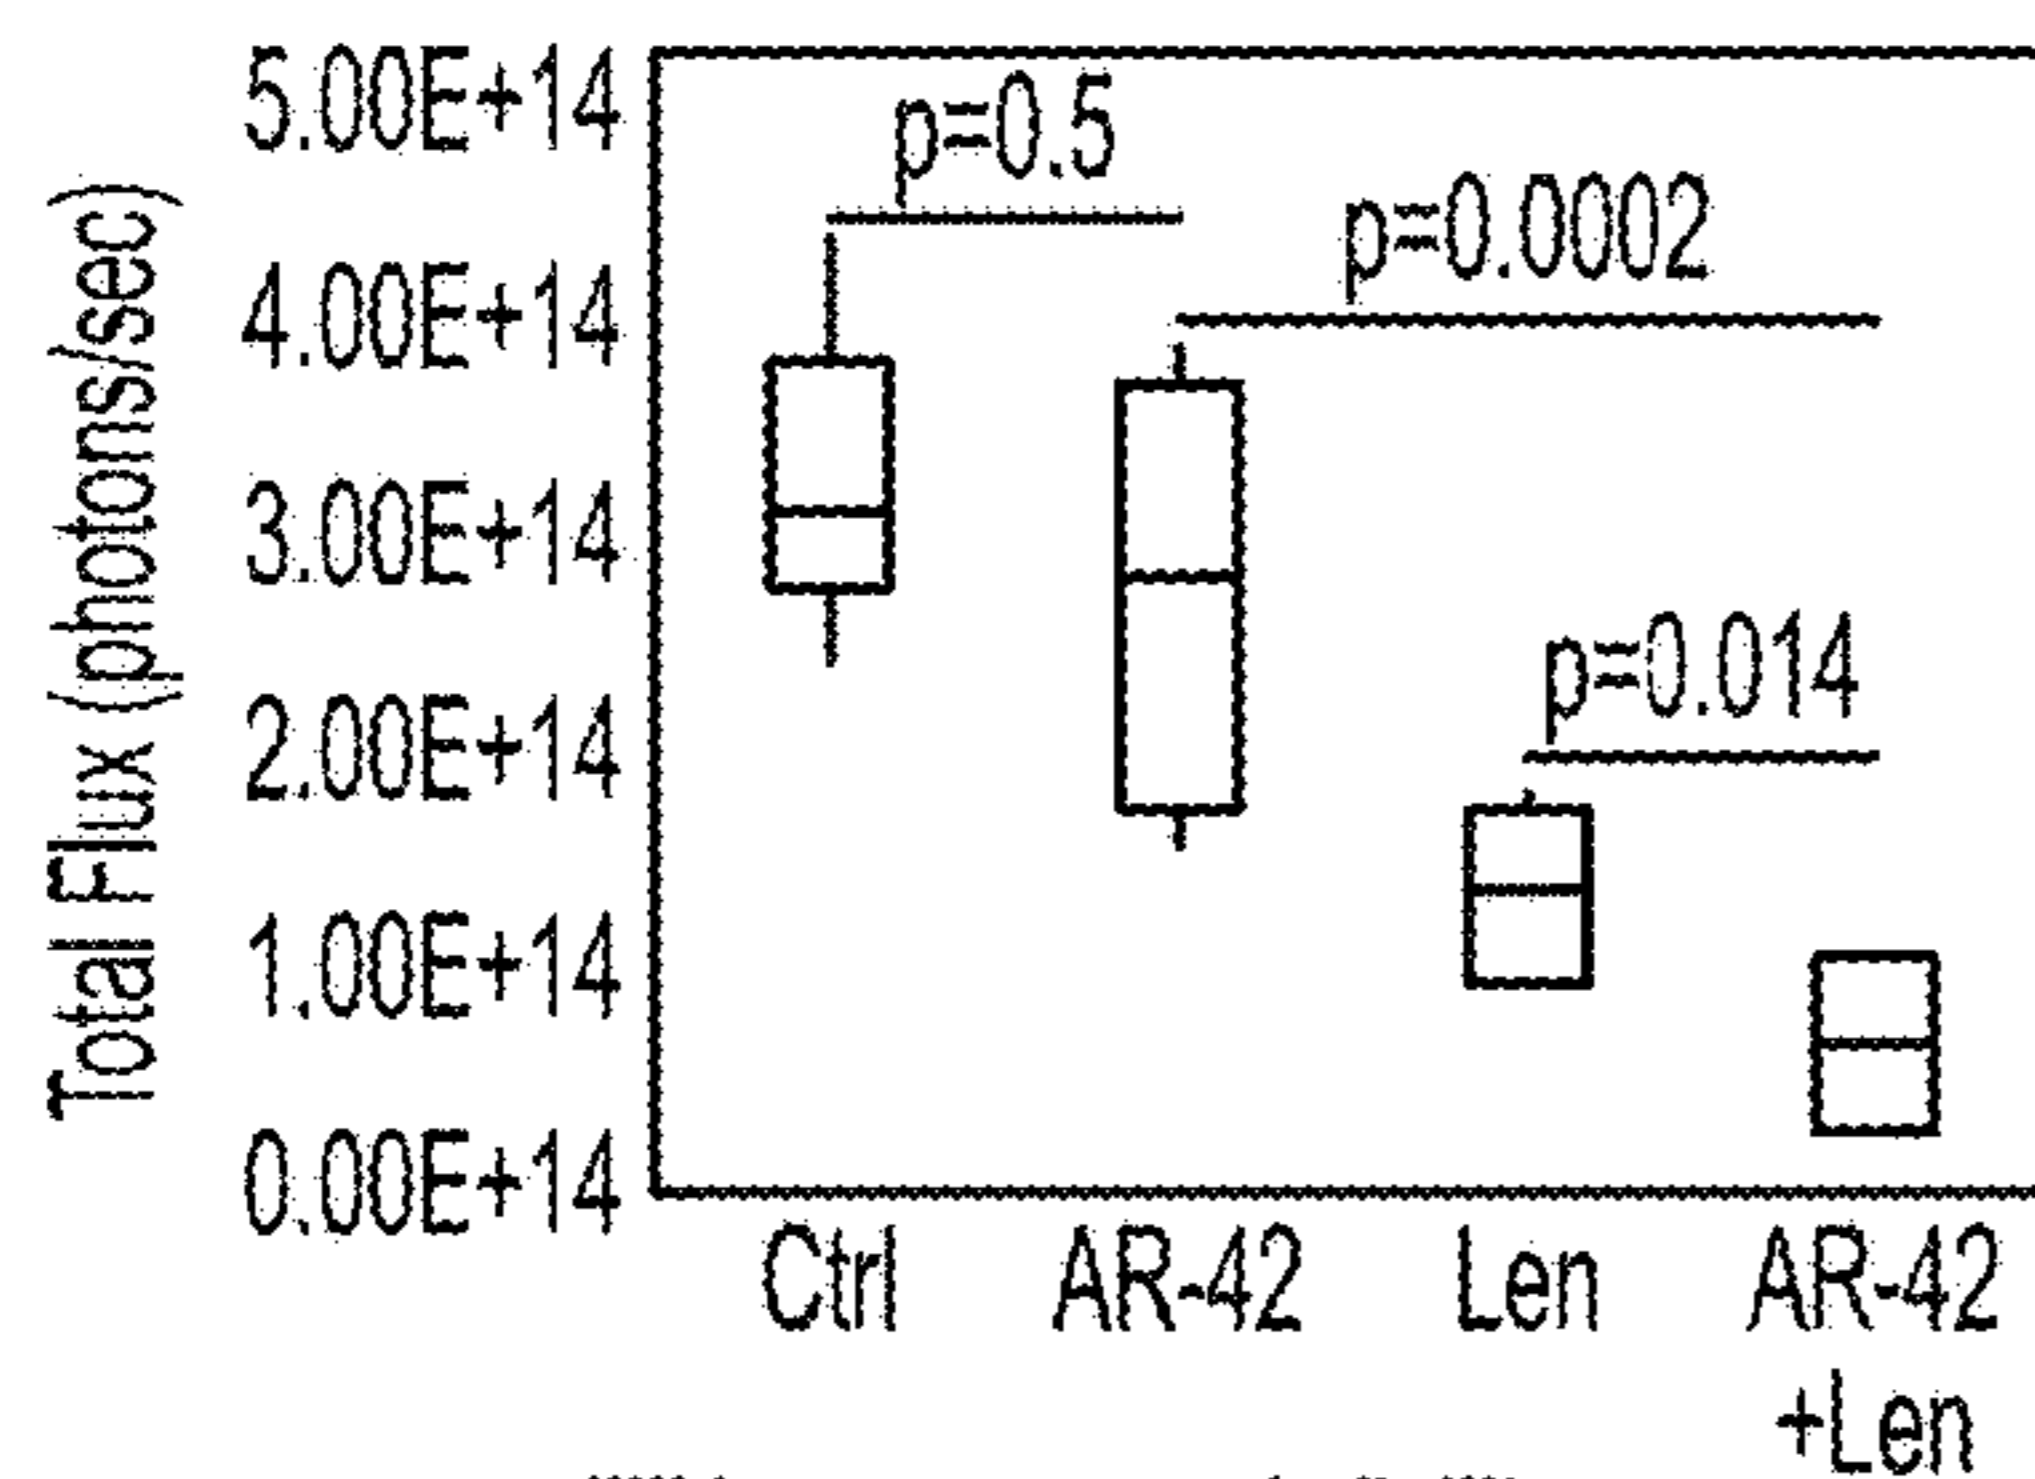 Total Flux (photons/sec)
5.00E+14
4.00E+14
3.00E+14
2.00E+14
1.00E+14
0.00E+14
p=0.5
p=0.0002
p=0.014
Ctrl
AR-42
Len
AR-42
+Len